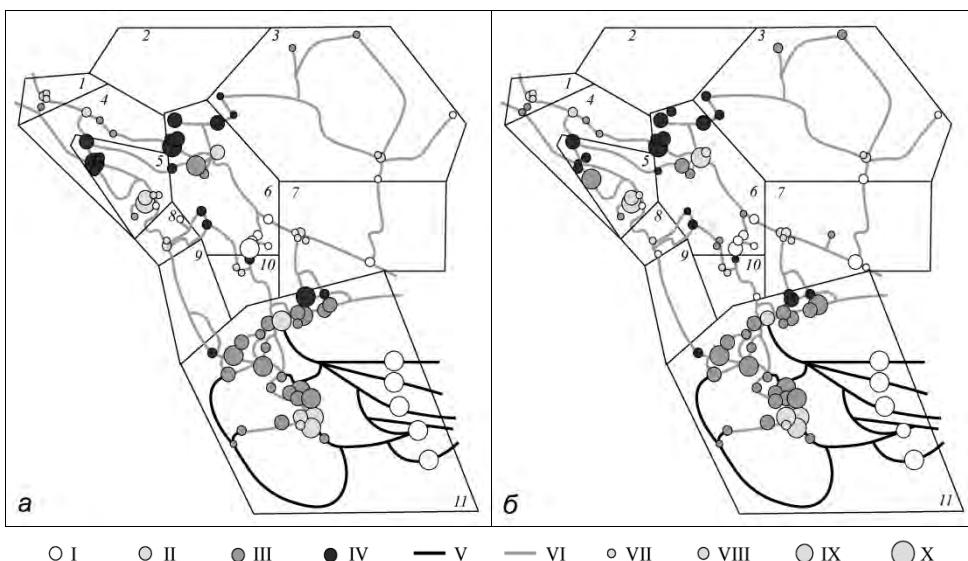 1 2 3 4 5 6 7 8 9 10 11 а
1 2 3 4 5 6 7 8 9 10 11 б
I II III IV V VI VII VIII IX X